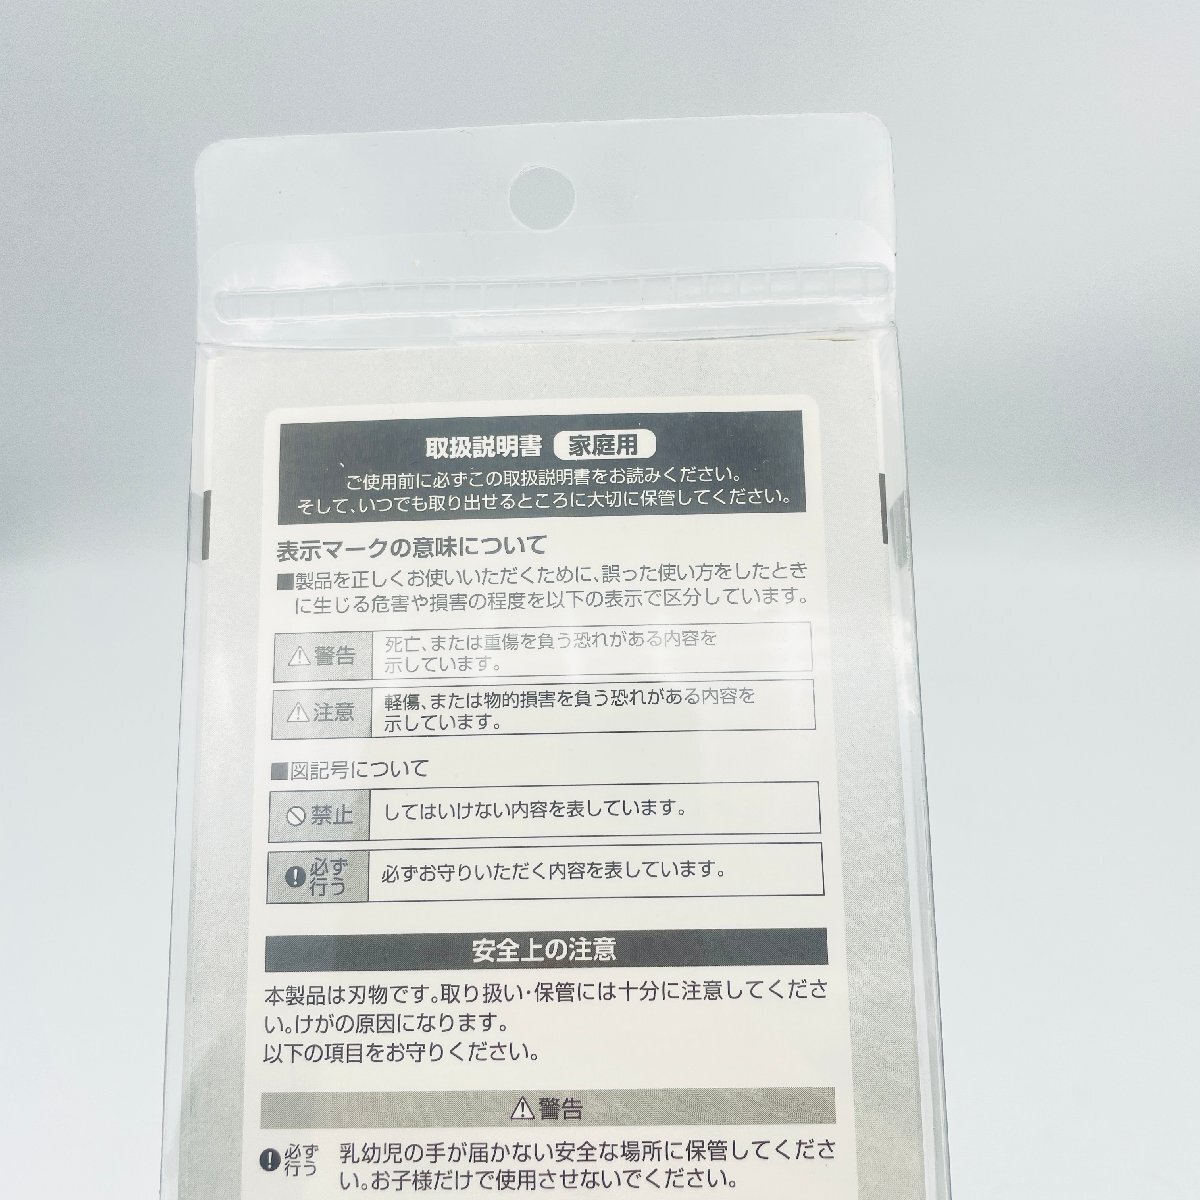 取扱説明書 家庭用
ご使用前に必ずこの取扱説明書をお読みください。
そして、いつでも取り出せるところに大切に保管してください。
表示マークの意味について
■製品を正しくお使いいただくために、誤った使い方をしたとき
に生じる危害や損害の程度を以下の表示で区分しています。
⚠警告
死亡、または重傷を負う恐れがある内容を
示しています。
⚠注意
軽傷、または物的損害を負う恐れがある内容を
示しています。
■図記号について
禁止
してはいけない内容を表しています。
必ず
行う
必ずお守りいただく内容を表しています。
安全上の注意
本製品は刃物です。取り扱い・保管には十分に注意してくださ
い。けがの原因になります。
以下の項目をお守りください。
⚠警告
必ず
行う
乳幼児の手が届かない安全な場所に保管してくださ
い。お子様だけで使用させないでください。